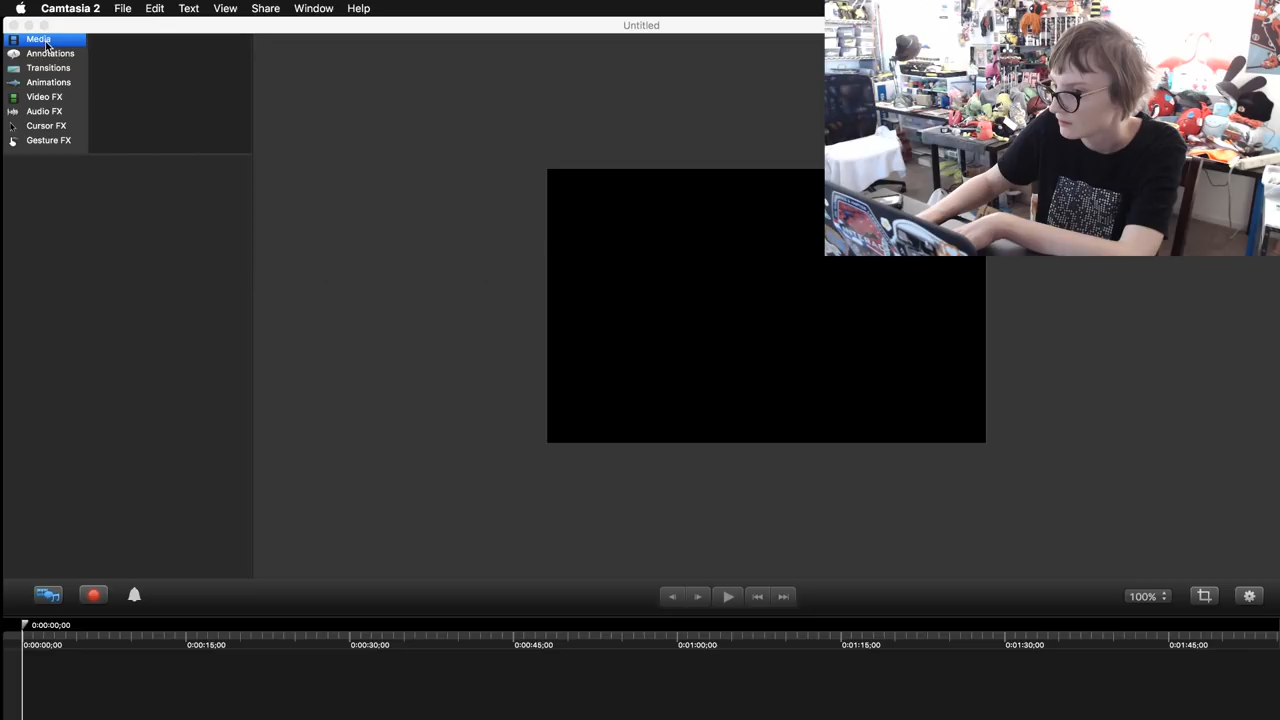 Camtasia 2 File Edit Text View Share Window Help
Untitled
Media
Annotations
Transitions
Animations
Video FX
Audio FX
Cursor FX
Gesture FX
100%
0:00:00;00
0:00:00;00 0:00:15;00 0:00:30;00 0:00:45;00 0:01:00;00 0:01:15;00 0:01:30;00 0:01:45;00